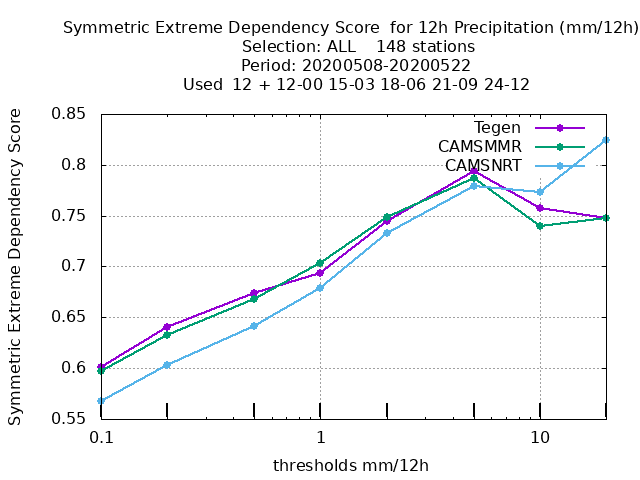 Symmetric Extreme Dependency Score  for 12h Precipitation (mm/12h)
Selection: ALL    148 stations
Period: 20200508-20200522
Used  12 + 12-00 15-03 18-06 21-09 24-12
Symmetric Extreme Dependency Score
0.85
0.8
0.75
0.7
0.65
0.6
0.55
Tegen
CAMSMMR
CAMSNRT
0.1
1
10
thresholds mm/12h